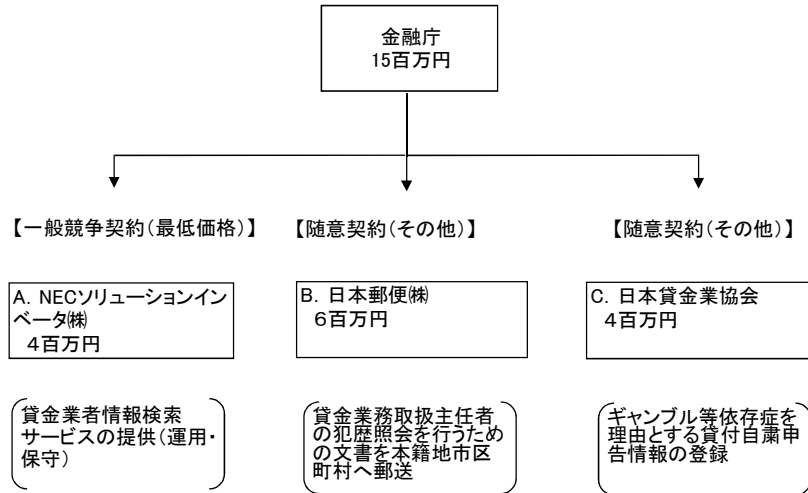 金融庁
15百万円
【一般競争契約(最低価格)】
【随意契約(その他)】
【随意契約(その他)】
A. NECソリューションイン
ベータ㈱
４百万円
B. 日本郵便㈱
６百万円
C. 日本貸金業協会
４百万円
貸金業者情報検索
サービスの提供(運用・
保守)
貸金業務取扱主任者
の犯歴照会を行うため
の文書を本籍地市区
町村へ郵送
ギャンブル等依存症を
理由とする貸付自粛申
告情報の登録